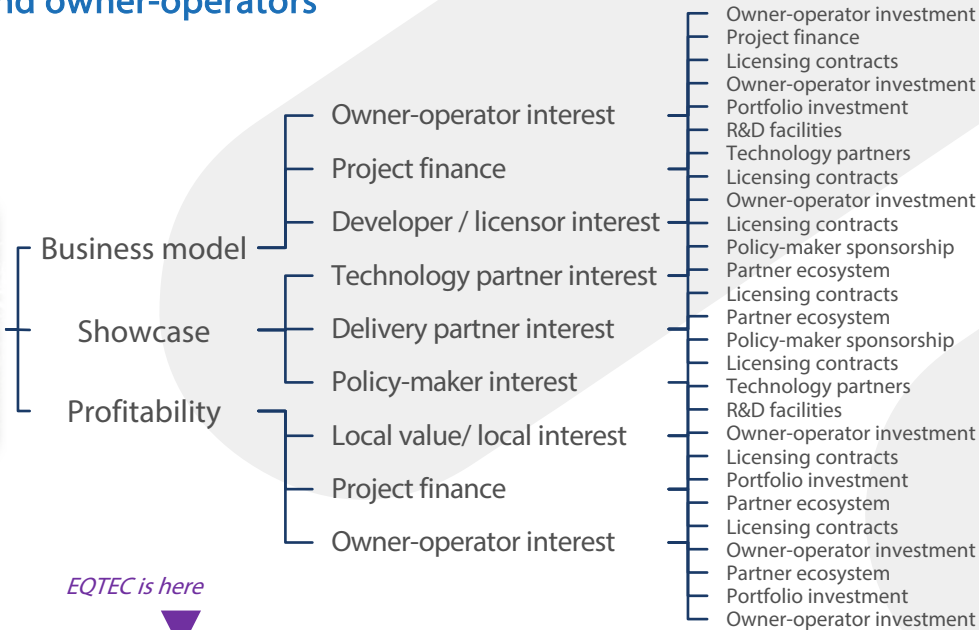 nd owner-operators
Business model
Showcase
Profitability
Owner-operator interest
Project finance
Developer / licensor interest
Technology partner interest
Delivery partner interest
Policy-maker interest
Local value/ local interest
Project finance
Owner-operator interest
Owner-operator investment
Project finance
Licensing contracts
Owner-operator investment
Portfolio investment
R&D facilities
Technology partners
Licensing contracts
Owner-operator investment
Licensing contracts
Policy-maker sponsorship
Partner ecosystem
Licensing contracts
Partner ecosystem
Policy-maker sponsorship
Licensing contracts
Technology partners
R&D facilities
Owner-operator investment
Licensing contracts
Portfolio investment
Partner ecosystem
Licensing contracts
Owner-operator investment
Partner ecosystem
Portfolio investment
Owner-operator investment
EQTEC is here